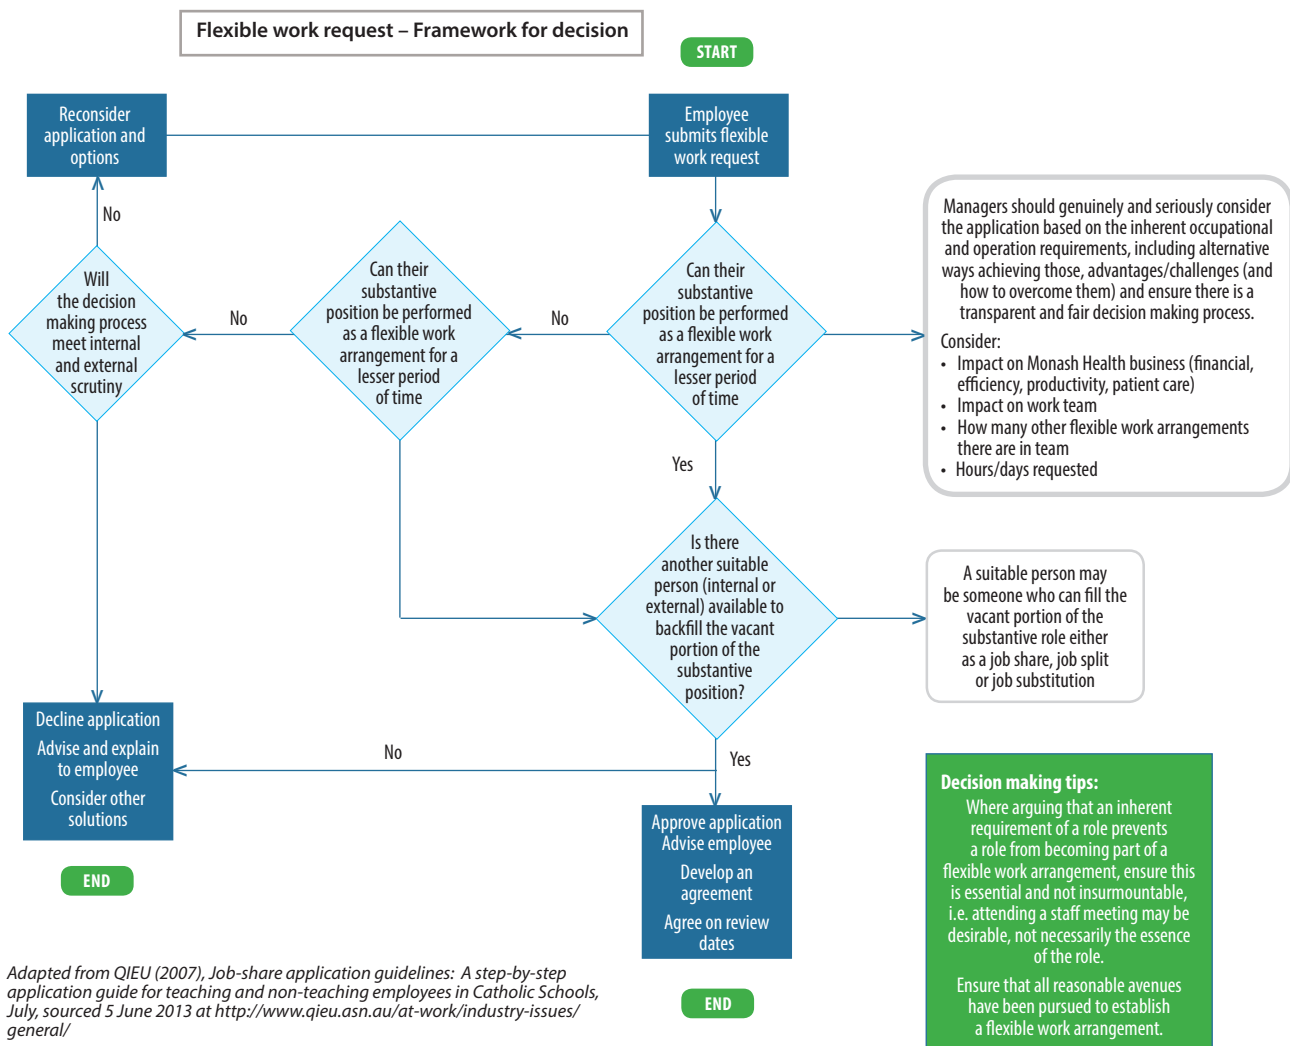 Flexible work request – Framework for decision
START
Reconsider
application and
options
Employee
submits flexible
work request
No
Managers should genuinely and seriously consider
the application based on the inherent occupational
and operation requirements, including alternative
ways achieving those, advantages/challenges (and
how to overcome them) and ensure there is a
transparent and fair decision making process.
Consider:
• Impact on Monash Health business (financial,
efficiency, productivity, patient care)
• Impact on work team
• How many other flexible work arrangements
there are in team
• Hours/days requested
Will
the decision
making process
meet internal
and external
scrutiny
No
Can their
substantive
position be performed
as a flexible work
arrangement for a
lesser period
of time
No
Can their
substantive
position be performed
as a flexible work
arrangement for a
lesser period
of time
Yes
Is there
another suitable
person (internal or
external) available to
backfill the vacant
portion of the
substantive
position?
A suitable person may
be someone who can fill the
vacant portion of the
substantive role either
as a job share, job split
or job substitution
Decline application
Advise and explain
to employee
Consider other
solutions
No
Yes
Approve application
Advise employee
Develop an
agreement
Agree on review
dates
Decision making tips:
Where arguing that an inherent
requirement of a role prevents
a role from becoming part of a
flexible work arrangement, ensure this
is essential and not insurmountable,
i.e. attending a staff meeting may be
desirable, not necessarily the essence
of the role.
Ensure that all reasonable avenues
have been pursued to establish
a flexible work arrangement.
END
END
Adapted from QIEU (2007), Job-share application guidelines: A step-by-step
application guide for teaching and non-teaching employees in Catholic Schools,
July, sourced 5 June 2013 at http://www.qieu.asn.au/at-work/industry-issues/
general/